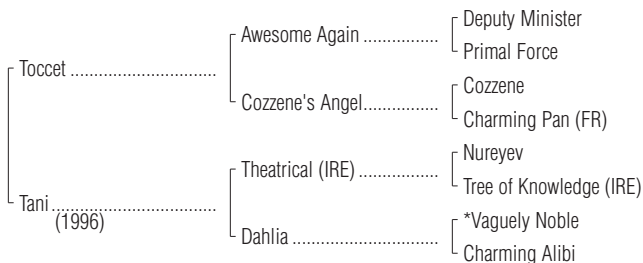 Deputy Minister
Awesome Again ..................
Primal Force
Toccet ..................................
Cozzene
Cozzene's Angel..................
Charming Pan (FR)
Nureyev
Theatrical (IRE) ...................
Tree of Knowledge (IRE)
Tani.......................................
(1996)
*Vaguely Noble
Dahlia ...................................
Charming Alibi